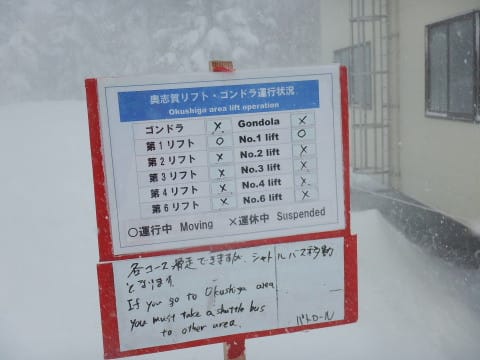 奥志賀リフト・ゴンドラ運行状況
Okushiga area lift operation
ゴンドラ × Gondola ×
第1リフト ○ No.1 lift ○
第2リフト × No.2 lift ×
第3リフト × No.3 lift ×
第4リフト × No.4 lift ×
第6リフト × No.6 lift ×
○運行中 Moving ×運休中 Suspended
各コース滑走できますが、シャトルバス移動
となります
If you go to Okushiga area
you must take a shuttle bus
to other area.
パトロール